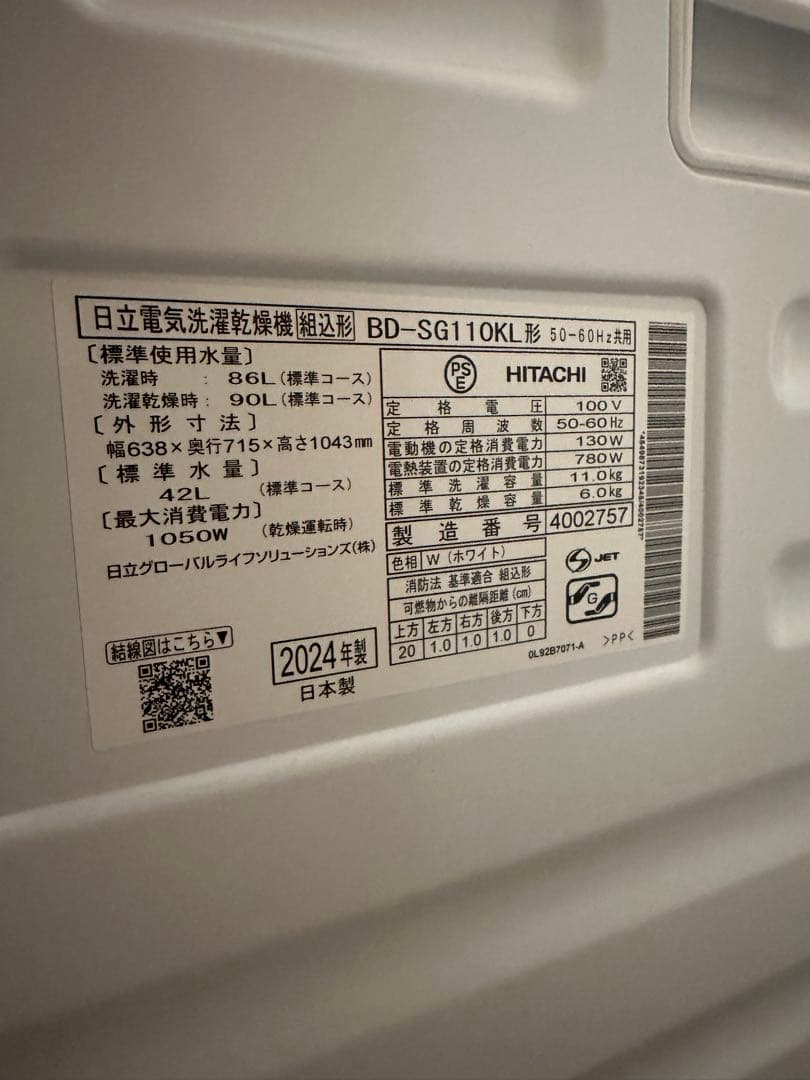 日立電気洗濯乾燥機 組込形 BD-SG110KL形 50-60Hz共用
〔標準使用水量〕
洗濯時 : 86L(標準コース)
洗濯乾燥時: 90L(標準コース)
〔外形寸法〕
幅638×奥行715×高さ1043mm
〔標準水量〕
42L (標準コース)
〔最大消費電力〕
1050W (乾燥運転時)
日立グローバルライフソリューションズ(株)
結線図はこちら▼
2024年製
日本製
PSE HITACHI
定格電圧 100V
定格周波数 50-60Hz
電動機の定格消費電力 130W
電熱装置の定格消費電力 780W
標準洗濯容量 11.0kg
標準乾燥容量 6.0kg
製造番号 4002757
色相 W(ホワイト)
消防法 基準適合 組込形
可燃物からの離隔距離(cm)
上方 左方 右方 後方 下方
20 1.0 1.0 1.0 0
JET
G
0L92B7071-A >PP<